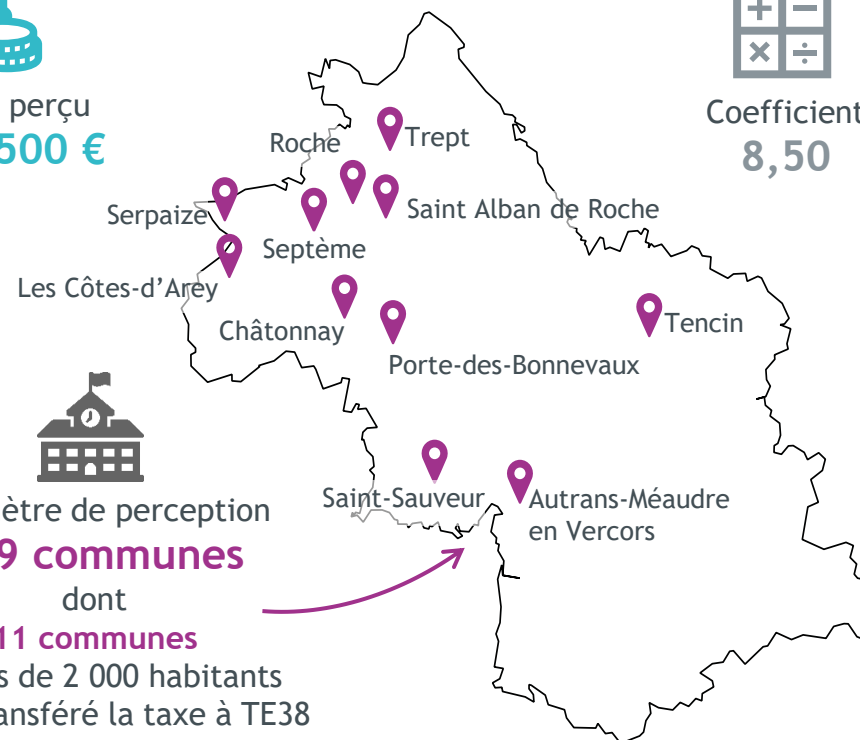 perçu
500 €
Coefficient
8,50
Roche
Trept
Serpaize
Saint Alban de Roche
Septème
Les Côtes-d’Arey
Châtonnay
Tencin
Porte-des-Bonnevaux
Saint-Sauveur
Autrans-Méaudre
en Vercors
ètre de perception
9 communes
dont
11 communes
s de 2 000 habitants
ansféré la taxe à TE38